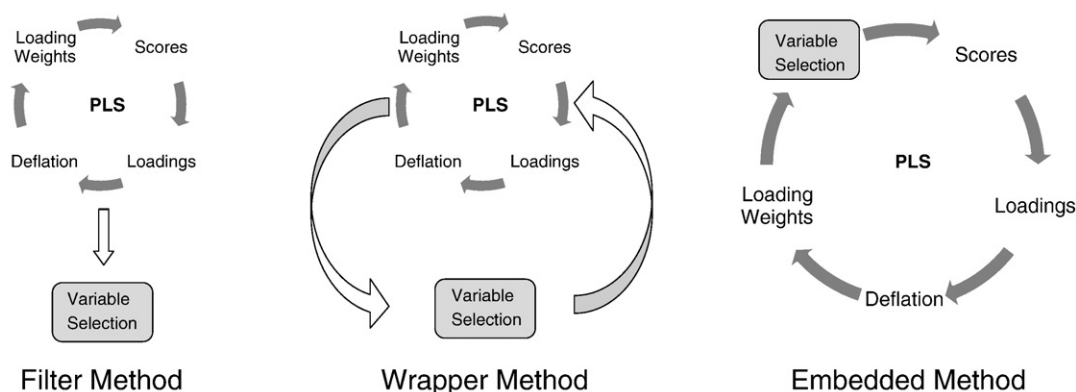 Loading
Weights
Scores
PLS
Deflation
Loadings
Variable
Selection
Filter Method
Loading
Weights
Scores
PLS
Deflation
Loadings
Variable
Selection
Wrapper Method
Variable
Selection
Scores
PLS
Loading
Weights
Loadings
Deflation
Embedded Method